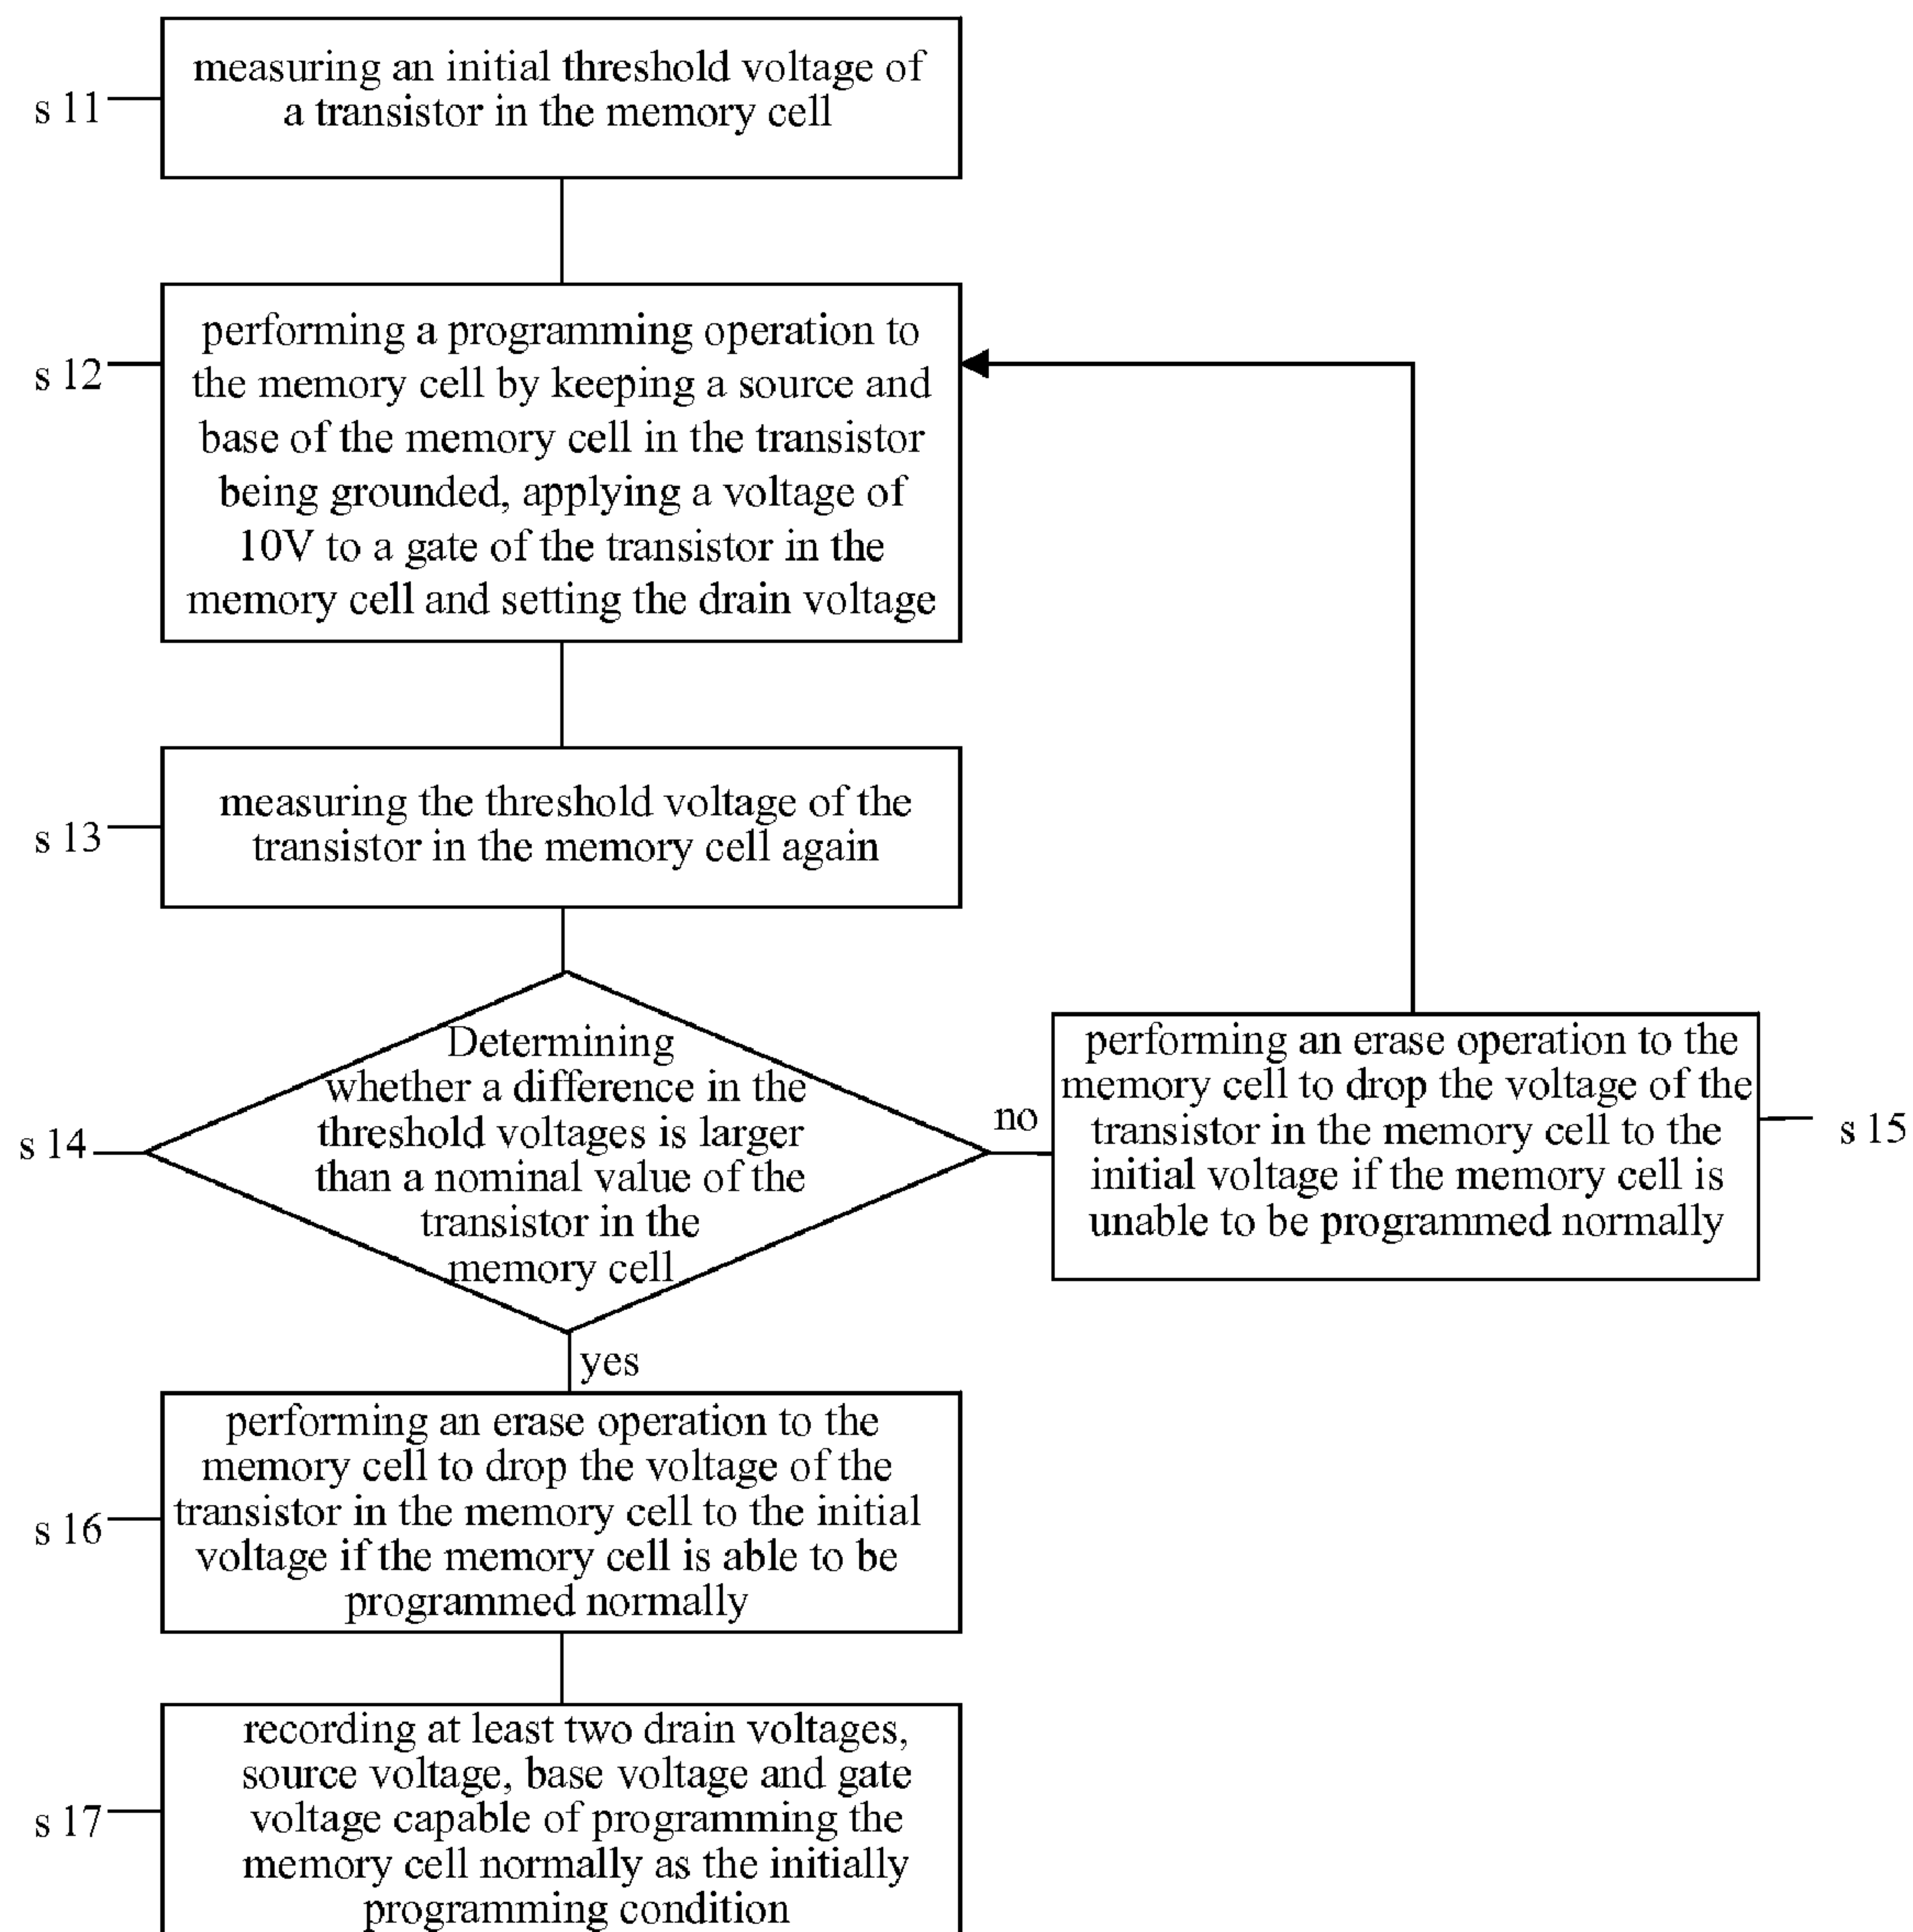 s 11
measuring an initial threshold voltage of
a transistor in the memory cell
s 12
performing a programming operation to
the memory cell by keeping a source and
base of the memory cell in the transistor
being grounded, applying a voltage of
10V to a gate of the transistor in the
memory cell and setting the drain voltage
s 13
measuring the threshold voltage of the
transistor in the memory cell again
s 14
Determining
whether a difference in the
threshold voltages is larger
than a nominal value of the
transistor in the
memory cell
no
performing an erase operation to the
memory cell to drop the voltage of the
transistor in the memory cell to the
initial voltage if the memory cell is
unable to be programmed normally
s 15
yes
s 16
performing an erase operation to the
memory cell to drop the voltage of the
transistor in the memory cell to the initial
voltage if the memory cell is able to be
programmed normally
s 17
recording at least two drain voltages,
source voltage, base voltage and gate
voltage capable of programming the
memory cell normally as the initially
programming condition